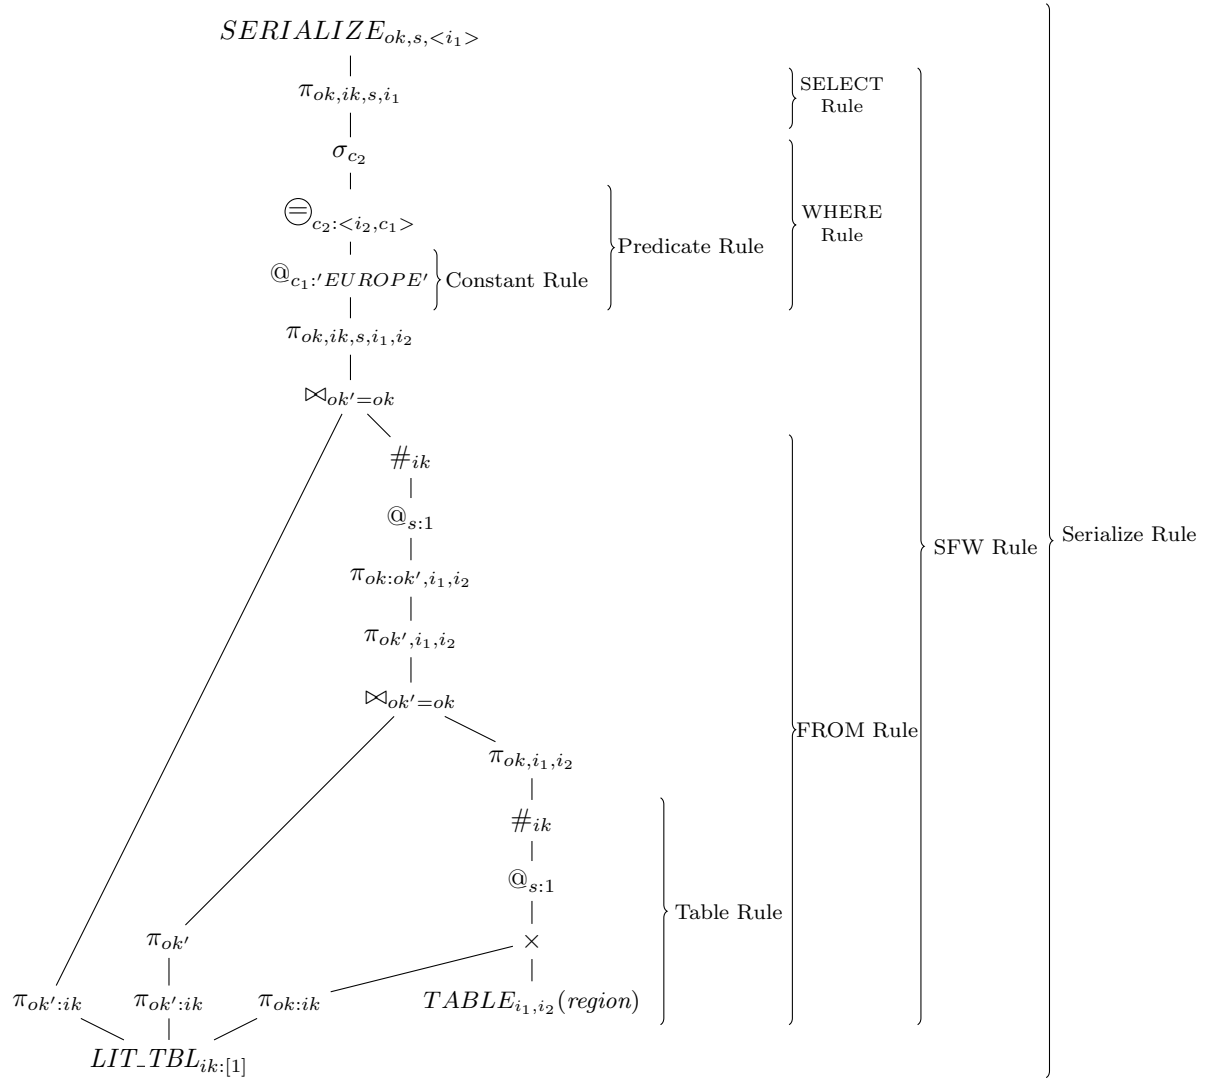 SERIALIZE_{ok,s,<i_1>}
π_{ok,ik,s,i_1}
σ_{c_2}
⊜_{c_2:<i_2,c_1>}
@_{c_1:'EUROPE'}
π_{ok,ik,s,i_1,i_2}
⋈_{ok'=ok}
#_{ik}
@_{s:1}
π_{ok:ok',i_1,i_2}
π_{ok',i_1,i_2}
⋈_{ok'=ok}
π_{ok,i_1,i_2}
#_{ik}
@_{s:1}
π_{ok'}
×
π_{ok':ik}
π_{ok':ik}
π_{ok:ik}
TABLE_{i_1,i_2}(region)
LIT_TBL_{ik:[1]}
Constant Rule
Predicate Rule
SELECT
Rule
WHERE
Rule
Table Rule
FROM Rule
SFW Rule
Serialize Rule